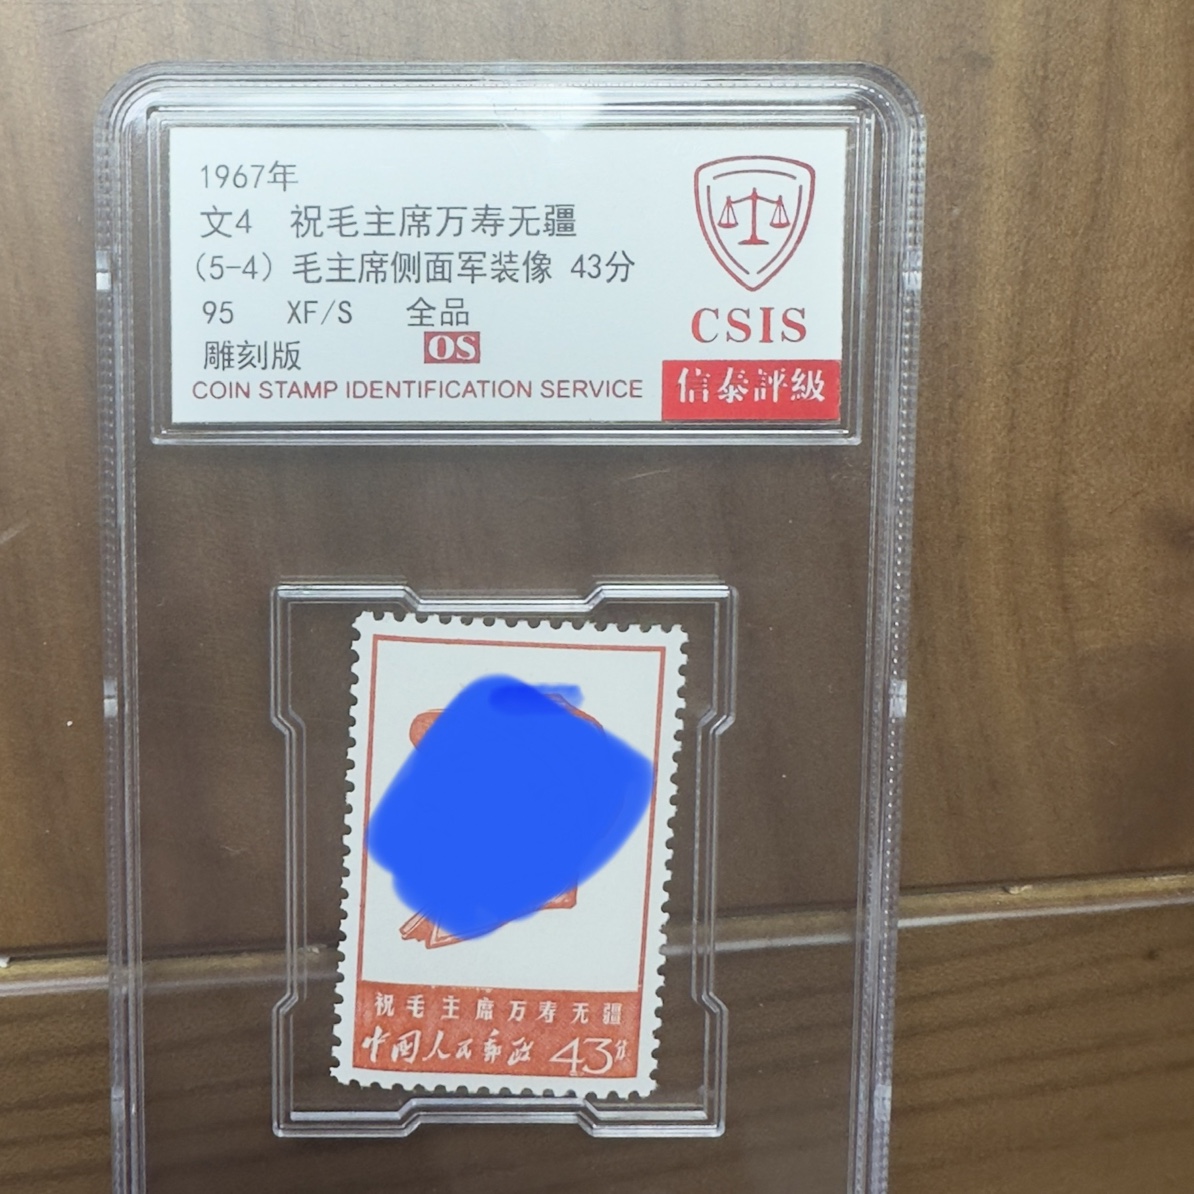 1967年
文4 祝毛主席万寿无疆
(5-4) 毛主席侧面军装像 43分
95 XF/S 全品
OS
雕刻版
COIN STAMP IDENTIFICATION SERVICE
CSIS
信泰評級
祝毛主席万寿无疆
中国人民邮政 43分